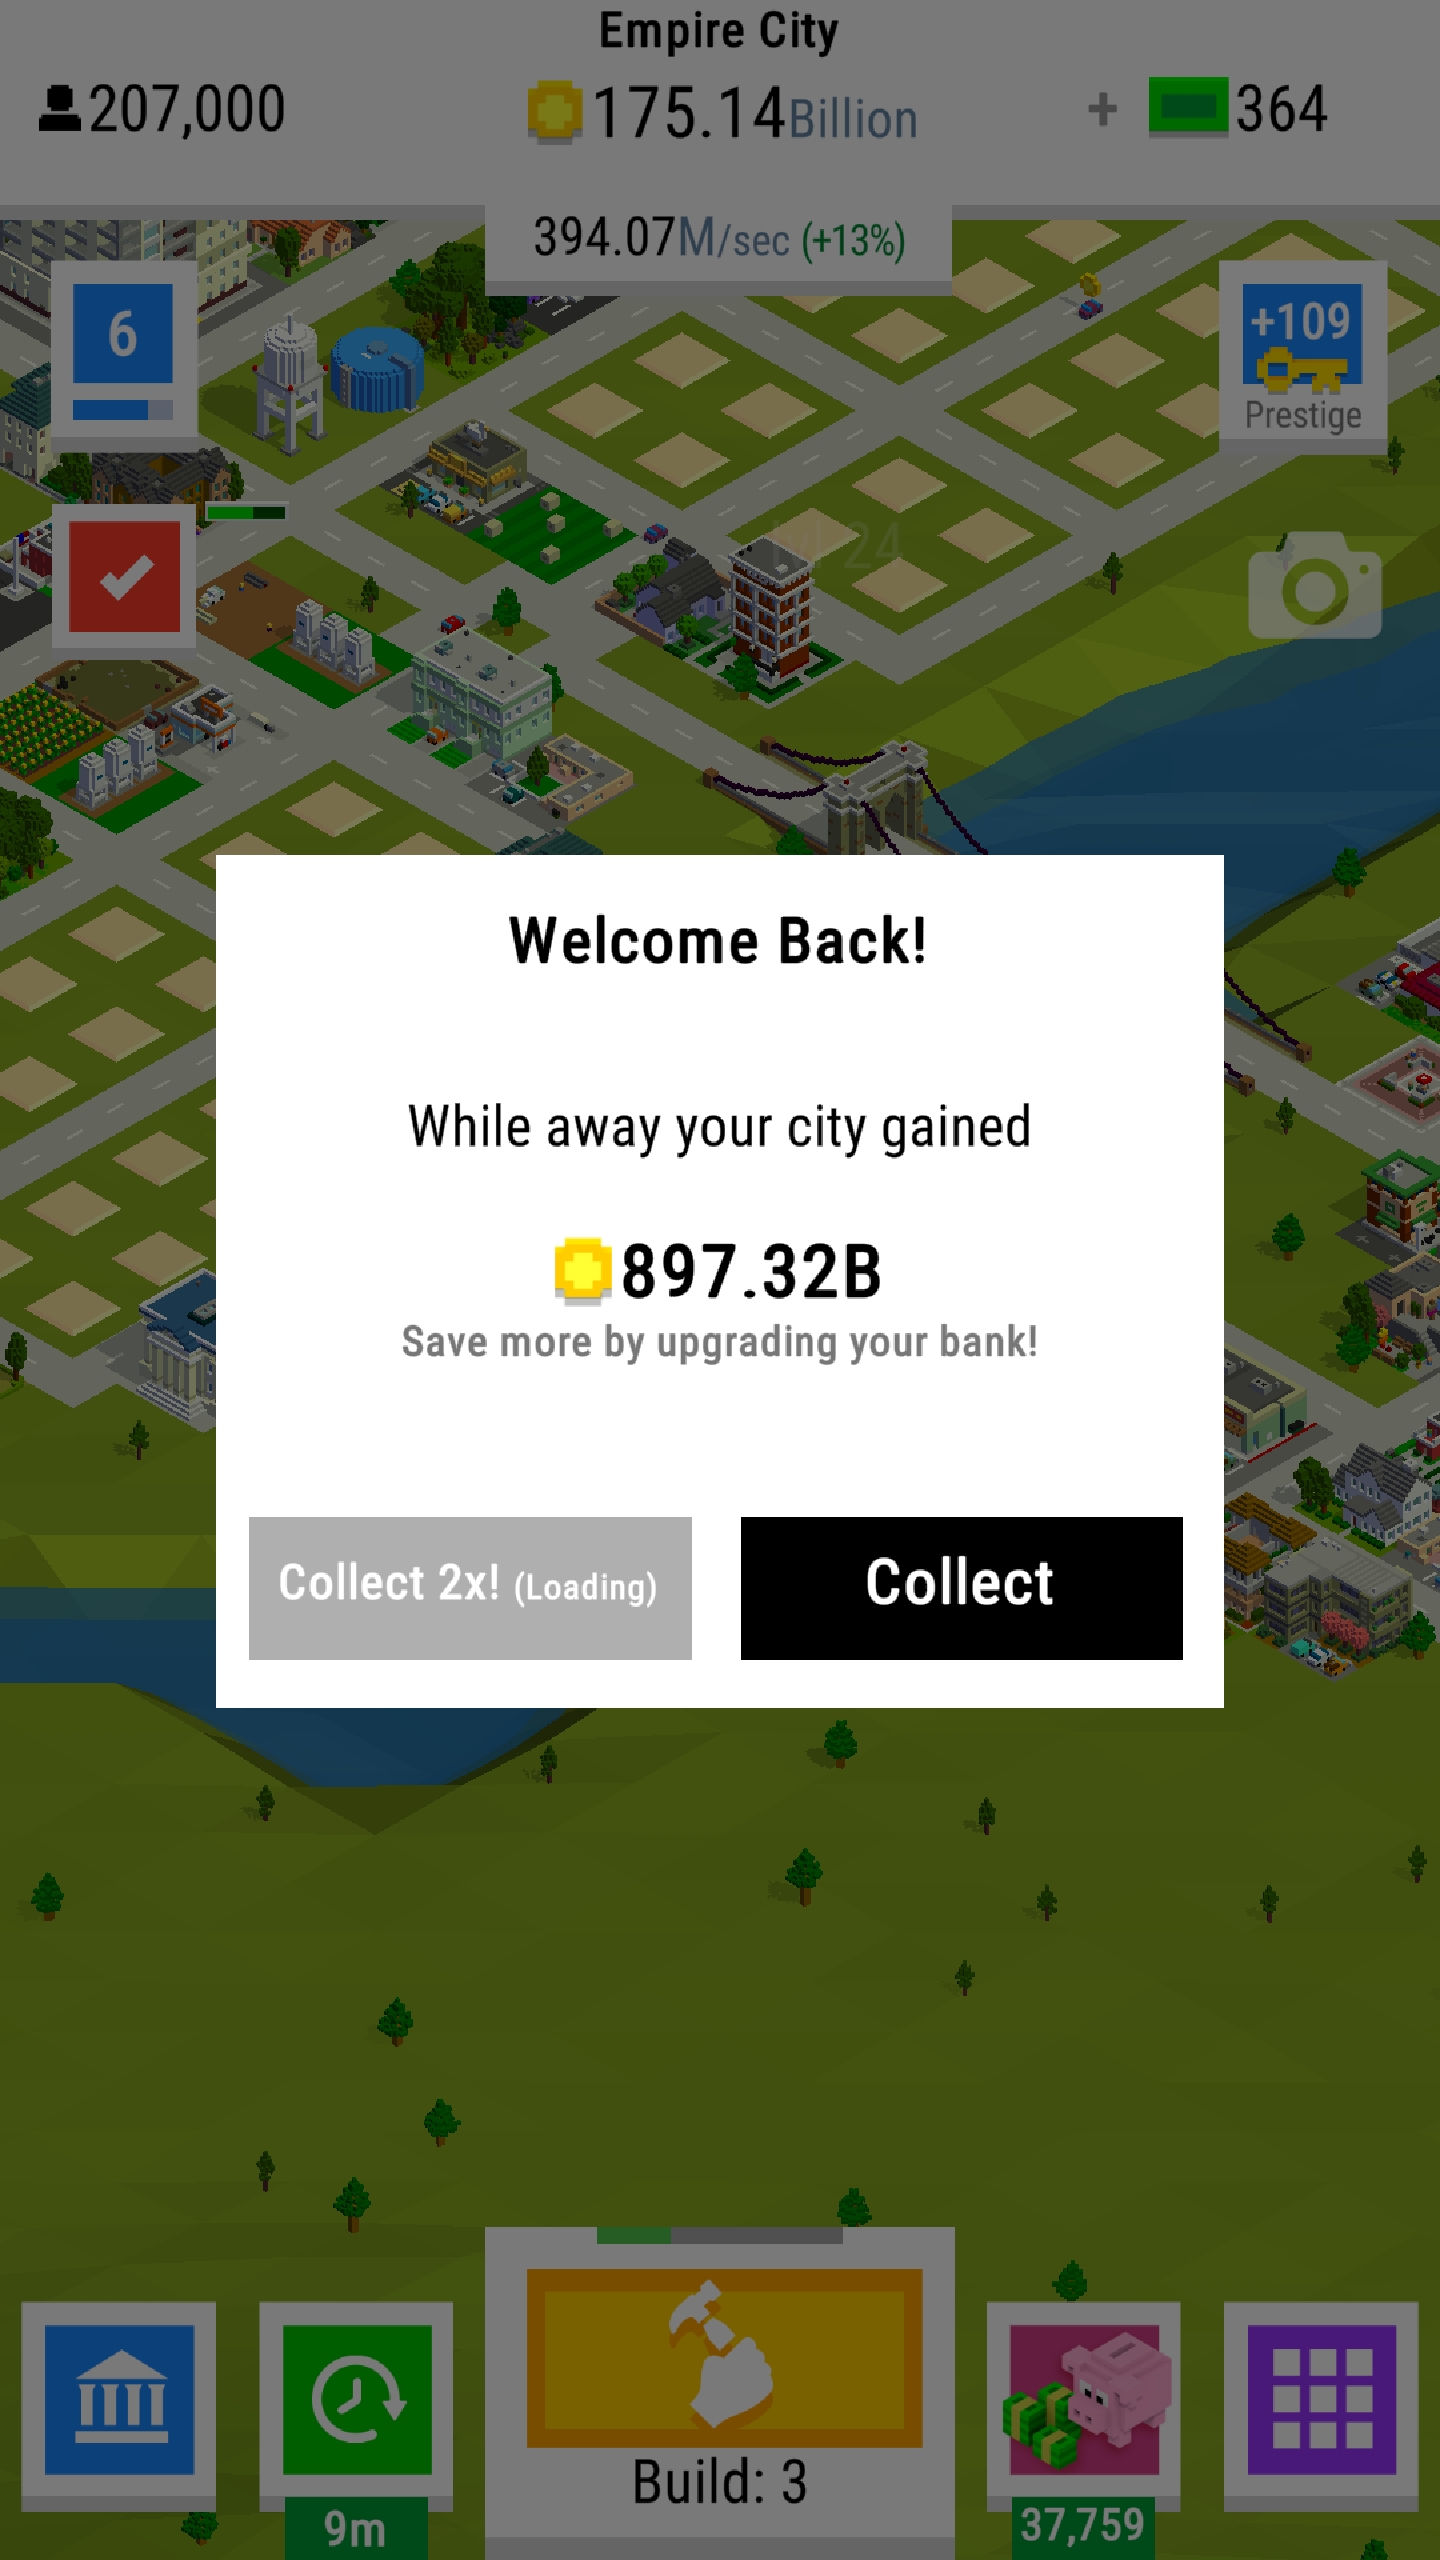 Empire City
207,000
175.14Billion
+ 364
394.07M/sec (+13%)
6
+109
Prestige
lvl 24
Welcome Back!
While away your city gained
897.32B
Save more by upgrading your bank!
Collect 2x! (Loading)
Collect
Build: 3
9m
37,759